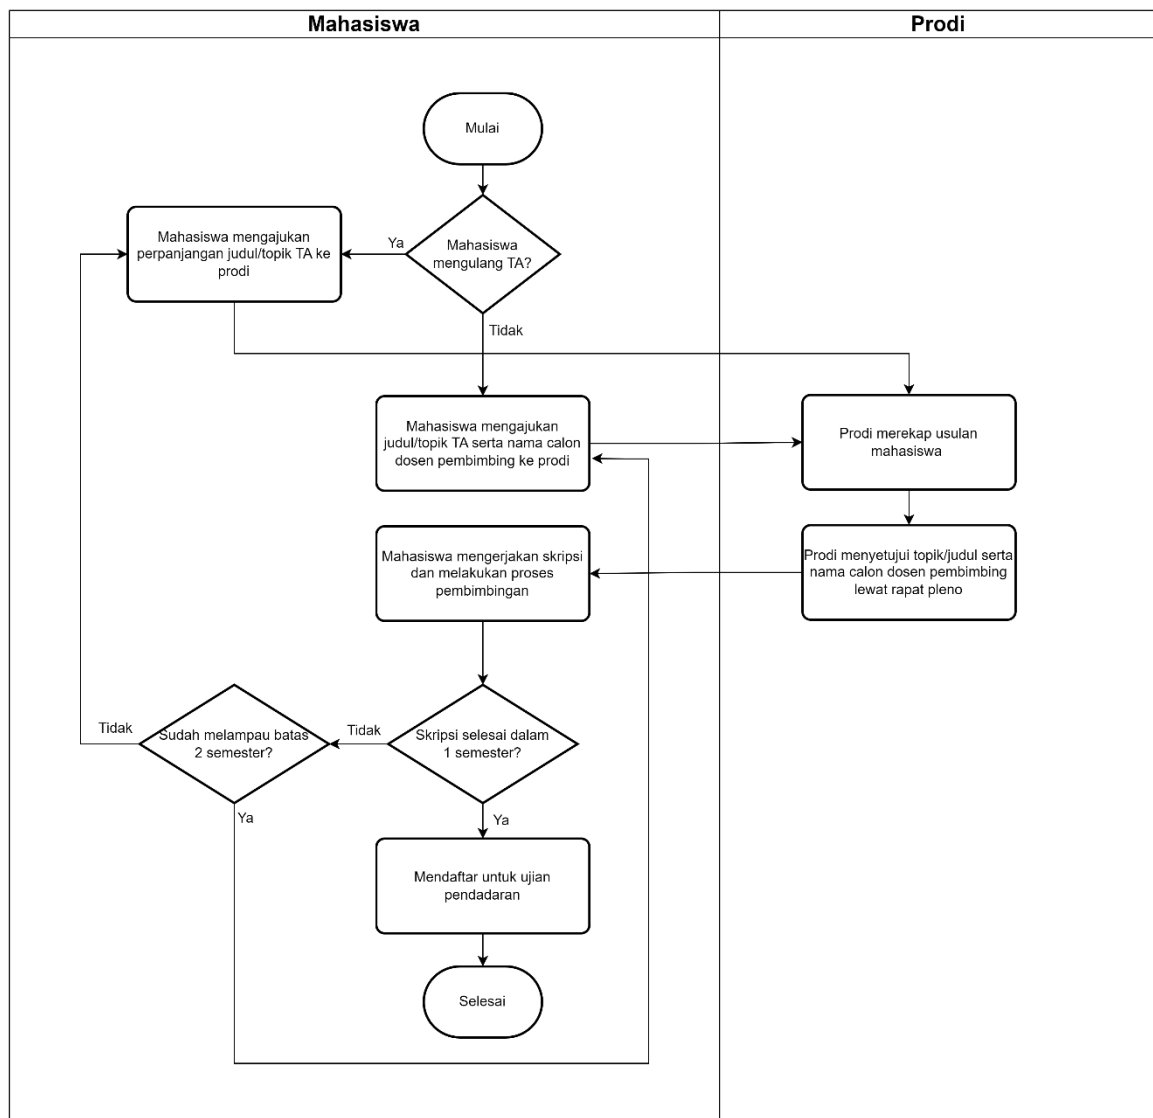 Mahasiswa
Prodi
Mulai
Mahasiswa
mengulang TA?
Ya
Mahasiswa mengajukan
perpanjangan judul/topik TA ke
prodi
Tidak
Mahasiswa mengajukan
judul/topik TA serta nama calon
dosen pembimbing ke prodi
Prodi merekap usulan
mahasiswa
Prodi menyetujui topik/judul serta
nama calon dosen pembimbing
lewat rapat pleno
Mahasiswa mengerjakan skripsi
dan melakukan proses
pembimbingan
Skripsi selesai dalam
1 semester?
Tidak
Sudah melampau batas
2 semester?
Tidak
Ya
Ya
Mendaftar untuk ujian
pendadaran
Selesai